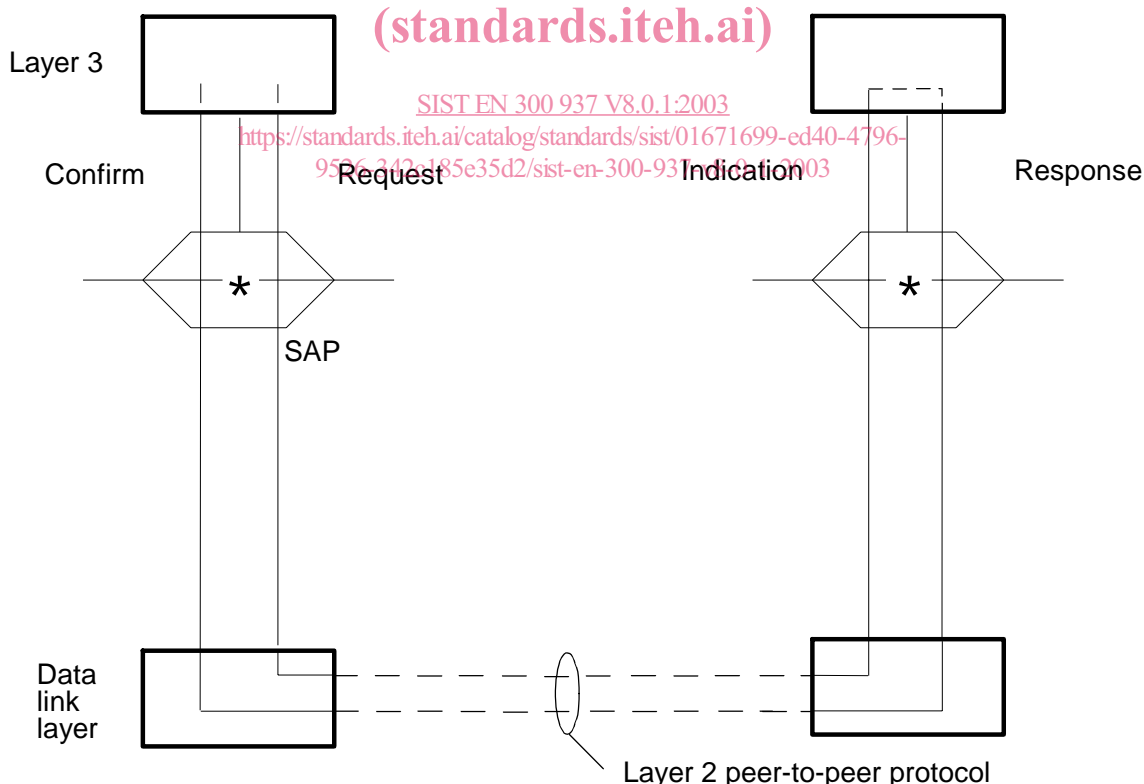 (standards.iteh.ai)
Layer 3
SIST EN 300 937 V8.0.1:2003
https://standards.iteh.ai/catalog/standards/sist/01671699-ed40-4796-
Confirm
Request
Indication
Response
* *
SAP
Data
link
layer
Layer 2 peer-to-peer protocol